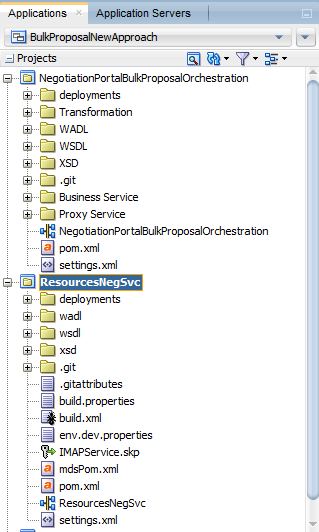 Applications
Application Servers
BulkProposalNewApproach
Projects
NegotiationPortalBulkProposalOrchestration
deployments
Transformation
WADL
WSDL
XSD
.git
Business Service
Proxy Service
NegotiationPortalBulkProposalOrchestration
pom.xml
settings.xml
ResourcesNegSvc
deployments
wadl
wsdl
xsd
.git
.gitattributes
build.properties
build.xml
env.dev.properties
IMAPService.skp
mdsPom.xml
pom.xml
ResourcesNegSvc
settings.xml